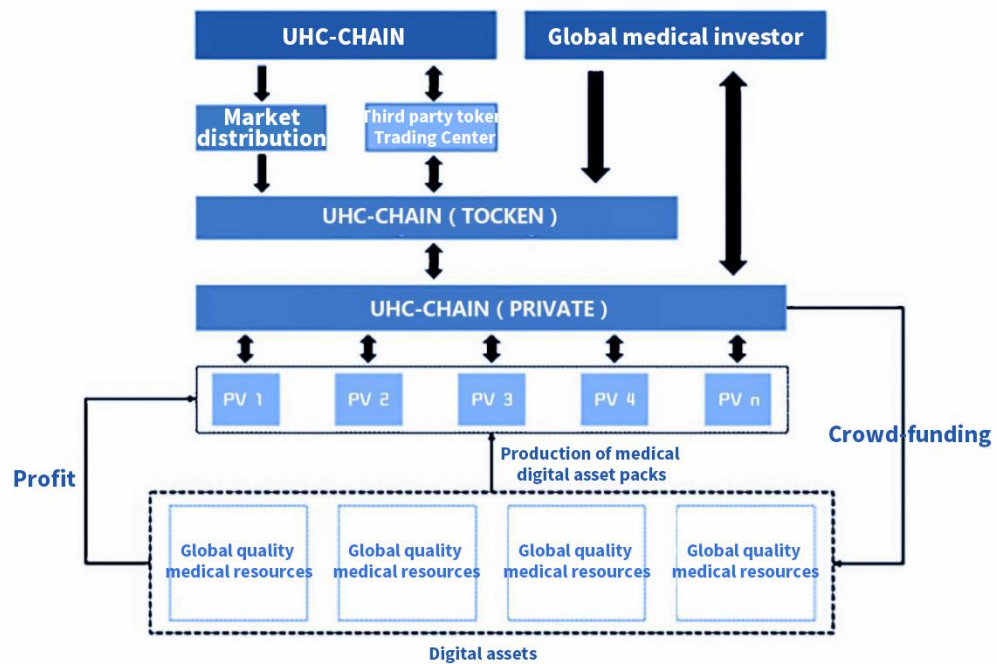 UHC-CHAIN
Global medical investor
Market
distribution
Third party token
Trading Center
UHC-CHAIN ( TOCKEN )
UHC-CHAIN ( PRIVATE )
PV 1
PV 2
PV 3
PV 4
PV n
Crowd-funding
Production of medical
digital asset packs
Profit
Global quality
medical resources
Global quality
medical resources
Global quality
medical resources
Global quality
medical resources
Digital assets